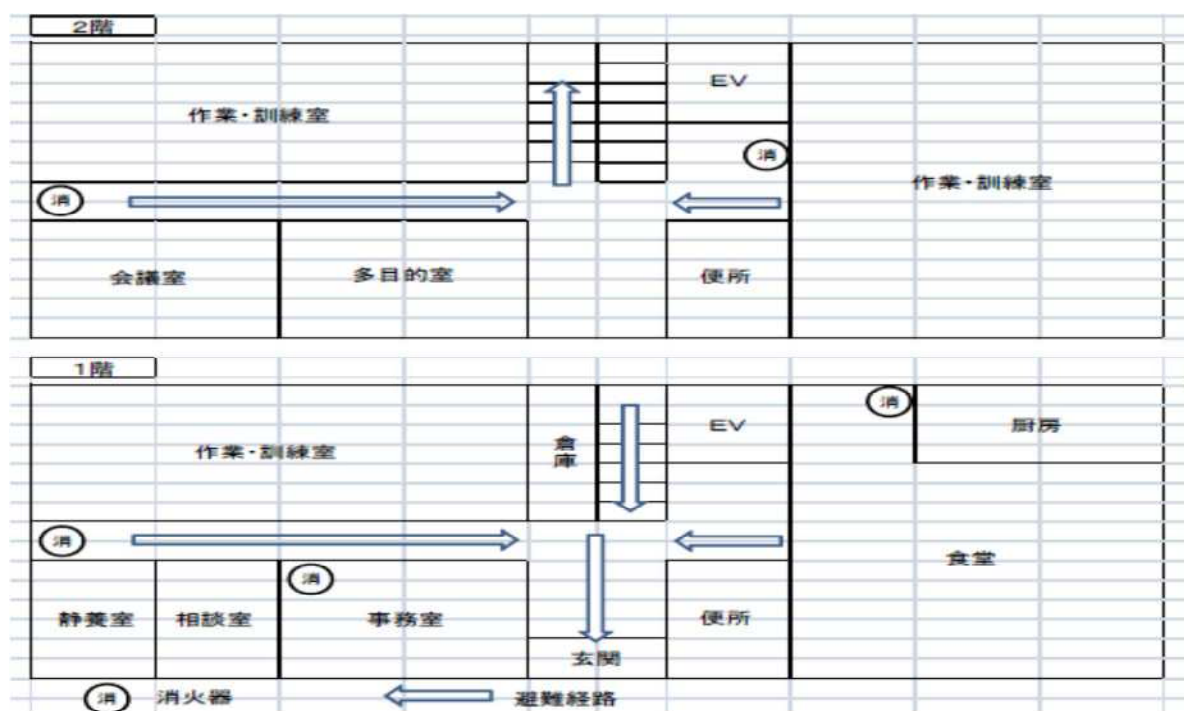 2階
作業・訓練室
EV
消
作業・訓練室
消
会議室
多目的室
便所
1階
消
厨房
作業・訓練室
倉庫
EV
消
食堂
消
静養室
相談室
事務室
便所
玄関
消 消火器
避難経路